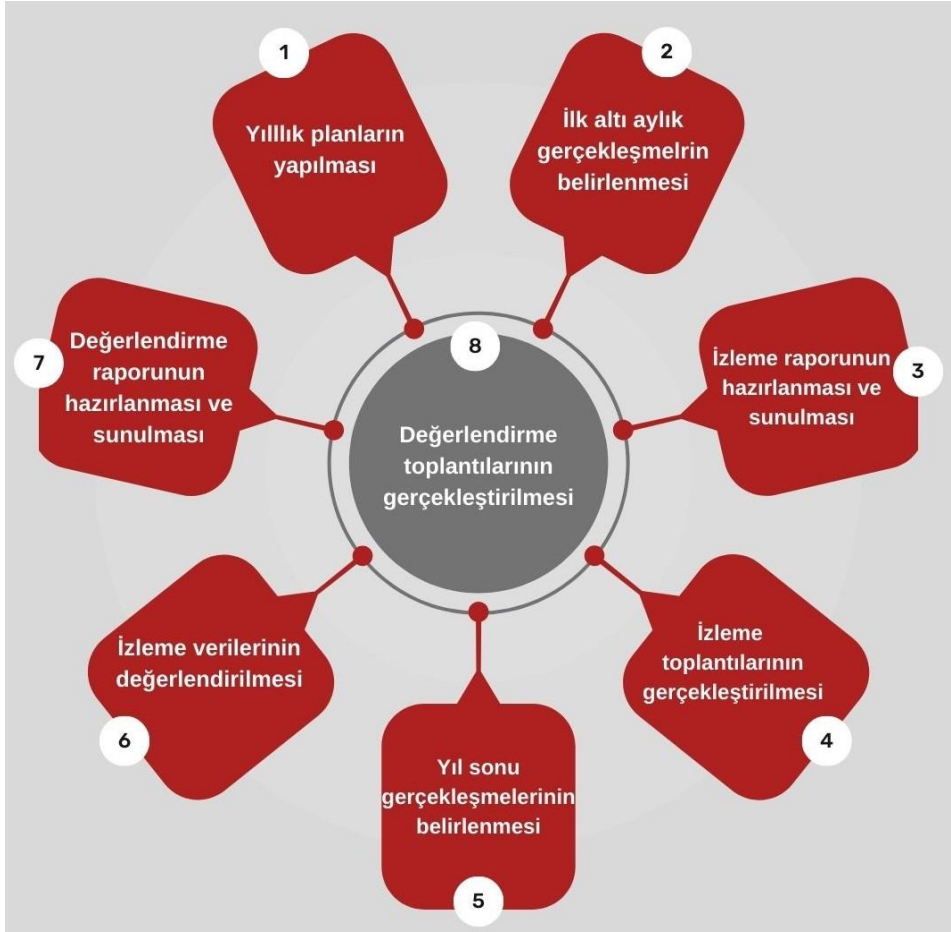 1
Yılllık planların
yapılması
2
İlk altı aylık
gerçekleşmelrin
belirlenmesi
3
İzleme raporunun
hazırlanması ve
sunulması
4
İzleme
toplantılarının
gerçekleştirilmesi
5
Yıl sonu
gerçekleşmelerinin
belirlenmesi
6
İzleme verilerinin
değerlendirilmesi
7
Değerlendirme
raporunun
hazırlanması ve
sunulması
8
Değerlendirme
toplantılarının
gerçekleştirilmesi